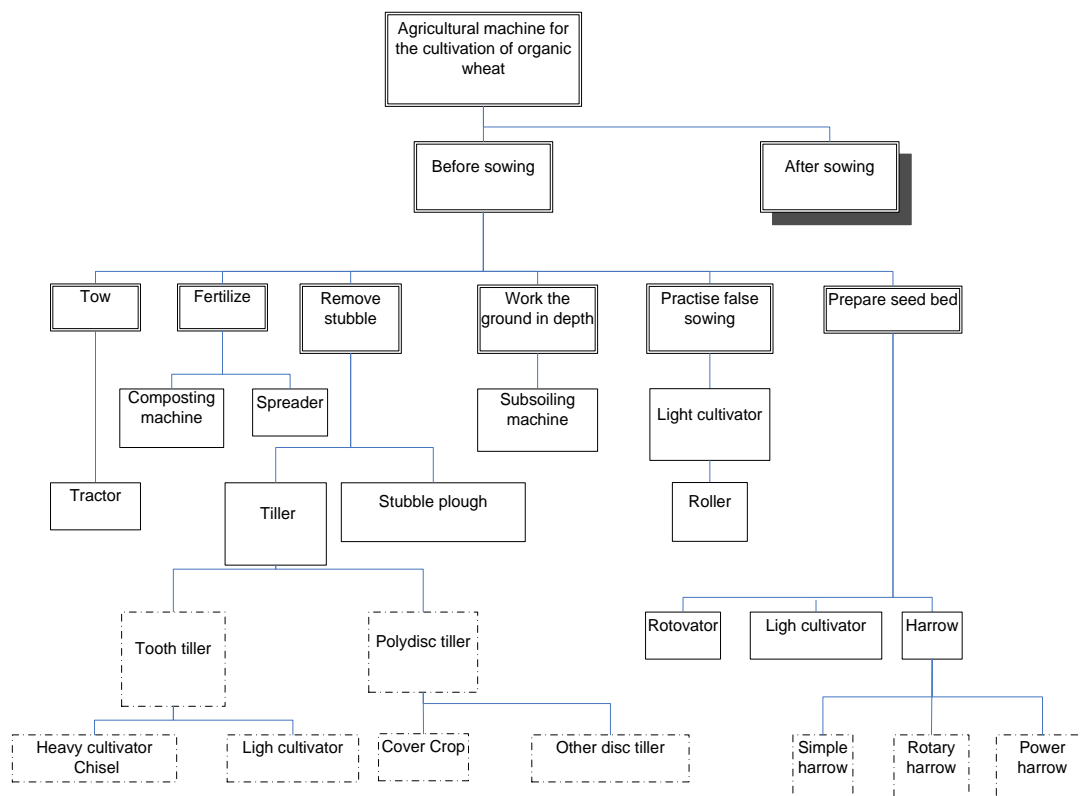 Agricultural machine for
the cultivation of organic
wheat
Before sowing
After sowing
Tow
Fertilize
Remove
stubble
Work the
ground in depth
Practise false
sowing
Prepare seed bed
Composting
machine
Spreader
Subsoiling
machine
Light cultivator
Tractor
Tiller
Stubble plough
Roller
Tooth tiller
Polydisc tiller
Rotovator
Ligh cultivator
Harrow
Heavy cultivator
Chisel
Ligh cultivator
Cover Crop
Other disc tiller
Simple
harrow
Rotary
harrow
Power
harrow